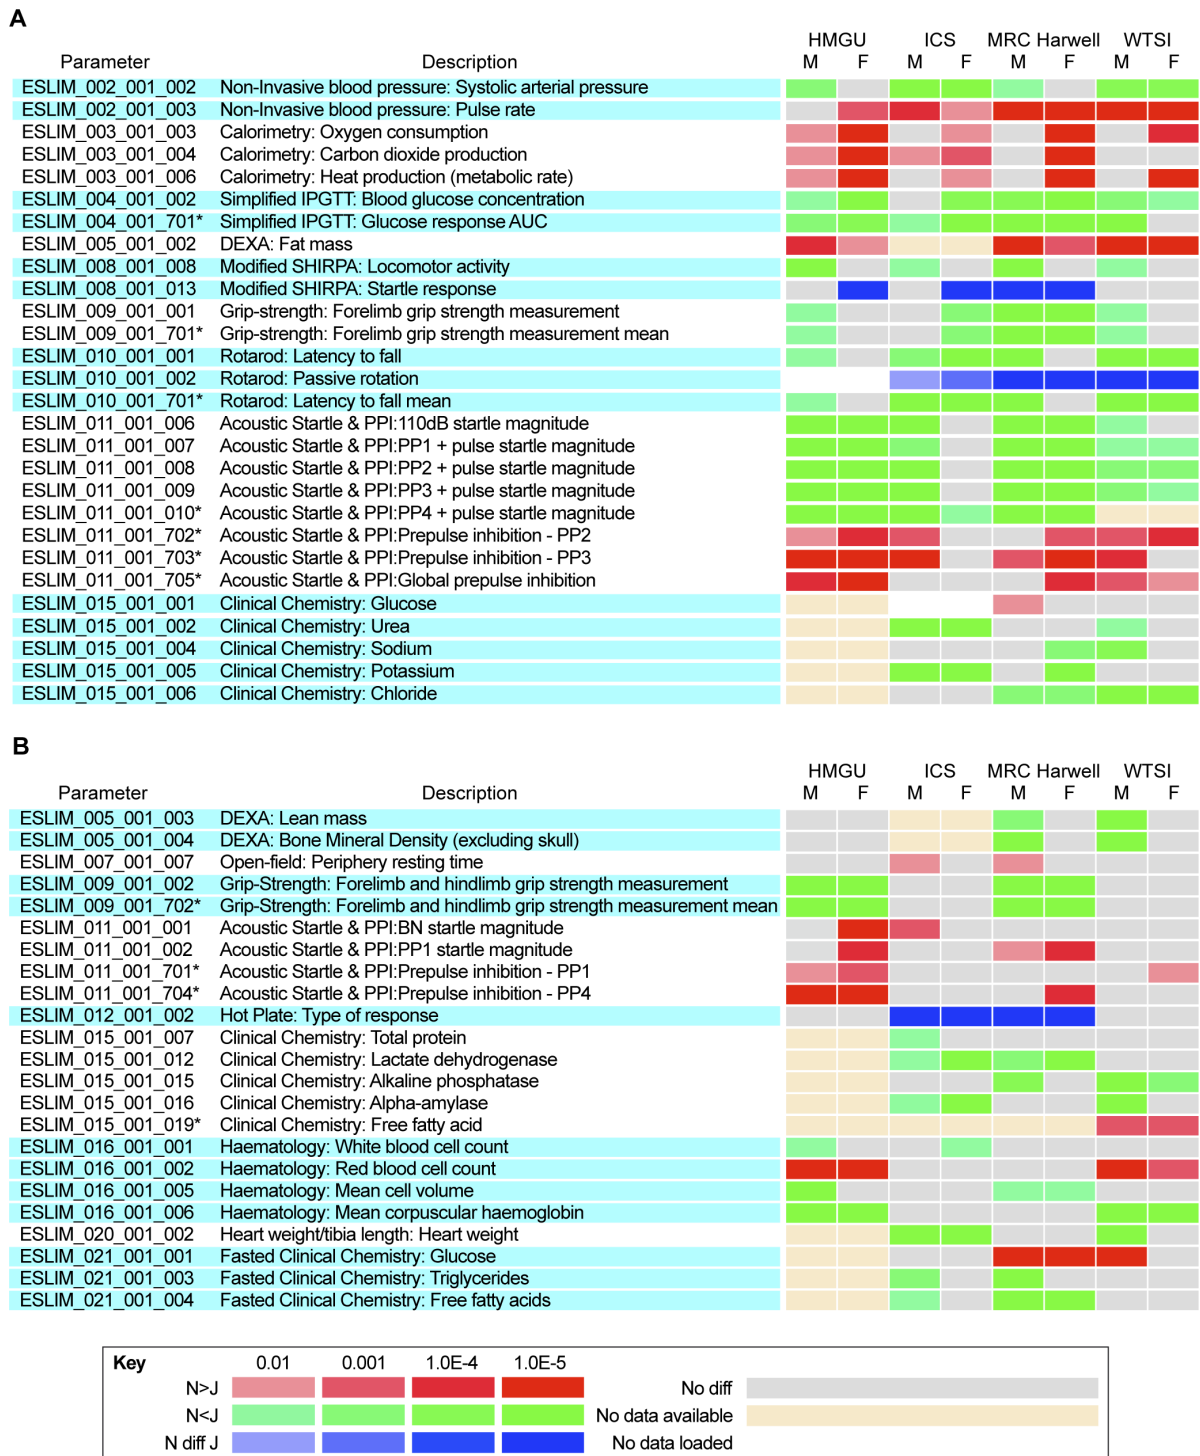 A
HMGU ICS MRC Harwell WTSI
Parameter Description M F M F M F M F
ESLIM_002_001_002 Non-Invasive blood pressure: Systolic arterial pressure
ESLIM_002_001_003 Non-Invasive blood pressure: Pulse rate
ESLIM_003_001_003 Calorimetry: Oxygen consumption
ESLIM_003_001_004 Calorimetry: Carbon dioxide production
ESLIM_003_001_006 Calorimetry: Heat production (metabolic rate)
ESLIM_004_001_002 Simplified IPGTT: Blood glucose concentration
ESLIM_004_001_701* Simplified IPGTT: Glucose response AUC
ESLIM_005_001_002 DEXA: Fat mass
ESLIM_008_001_008 Modified SHIRPA: Locomotor activity
ESLIM_008_001_013 Modified SHIRPA: Startle response
ESLIM_009_001_001 Grip-strength: Forelimb grip strength measurement
ESLIM_009_001_701* Grip-strength: Forelimb grip strength measurement mean
ESLIM_010_001_001 Rotarod: Latency to fall
ESLIM_010_001_002 Rotarod: Passive rotation
ESLIM_010_001_701* Rotarod: Latency to fall mean
ESLIM_011_001_006 Acoustic Startle & PPI:110dB startle magnitude
ESLIM_011_001_007 Acoustic Startle & PPI:PP1 + pulse startle magnitude
ESLIM_011_001_008 Acoustic Startle & PPI:PP2 + pulse startle magnitude
ESLIM_011_001_009 Acoustic Startle & PPI:PP3 + pulse startle magnitude
ESLIM_011_001_010* Acoustic Startle & PPI:PP4 + pulse startle magnitude
ESLIM_011_001_702* Acoustic Startle & PPI:Prepulse inhibition - PP2
ESLIM_011_001_703* Acoustic Startle & PPI:Prepulse inhibition - PP3
ESLIM_011_001_705* Acoustic Startle & PPI:Global prepulse inhibition
ESLIM_015_001_001 Clinical Chemistry: Glucose
ESLIM_015_001_002 Clinical Chemistry: Urea
ESLIM_015_001_004 Clinical Chemistry: Sodium
ESLIM_015_001_005 Clinical Chemistry: Potassium
ESLIM_015_001_006 Clinical Chemistry: Chloride
B
HMGU ICS MRC Harwell WTSI
Parameter Description M F M F M F M F
ESLIM_005_001_003 DEXA: Lean mass
ESLIM_005_001_004 DEXA: Bone Mineral Density (excluding skull)
ESLIM_007_001_007 Open-field: Periphery resting time
ESLIM_009_001_002 Grip-Strength: Forelimb and hindlimb grip strength measurement
ESLIM_009_001_702* Grip-Strength: Forelimb and hindlimb grip strength measurement mean
ESLIM_011_001_001 Acoustic Startle & PPI:BN startle magnitude
ESLIM_011_001_002 Acoustic Startle & PPI:PP1 startle magnitude
ESLIM_011_001_701* Acoustic Startle & PPI:Prepulse inhibition - PP1
ESLIM_011_001_704* Acoustic Startle & PPI:Prepulse inhibition - PP4
ESLIM_012_001_002 Hot Plate: Type of response
ESLIM_015_001_007 Clinical Chemistry: Total protein
ESLIM_015_001_012 Clinical Chemistry: Lactate dehydrogenase
ESLIM_015_001_015 Clinical Chemistry: Alkaline phosphatase
ESLIM_015_001_016 Clinical Chemistry: Alpha-amylase
ESLIM_015_001_019* Clinical Chemistry: Free fatty acid
ESLIM_016_001_001 Haematology: White blood cell count
ESLIM_016_001_002 Haematology: Red blood cell count
ESLIM_016_001_005 Haematology: Mean cell volume
ESLIM_016_001_006 Haematology: Mean corpuscular haemoglobin
ESLIM_020_001_002 Heart weight/tibia length: Heart weight
ESLIM_021_001_001 Fasted Clinical Chemistry: Glucose
ESLIM_021_001_003 Fasted Clinical Chemistry: Triglycerides
ESLIM_021_001_004 Fasted Clinical Chemistry: Free fatty acids
Key 0.01 0.001 1.0E-4 1.0E-5
N>J No diff
N<J No data available
N diff J No data loaded